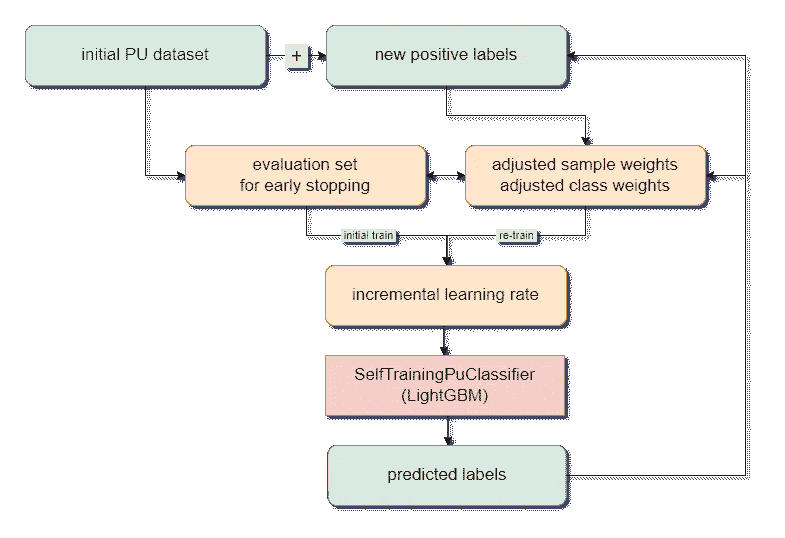 initial PU dataset
+
new positive labels
evaluation set
for early stopping
adjusted sample weights
adjusted class weights
initial train
re-train
incremental learning rate
SelfTrainingPuClassifier
(LightGBM)
predicted labels